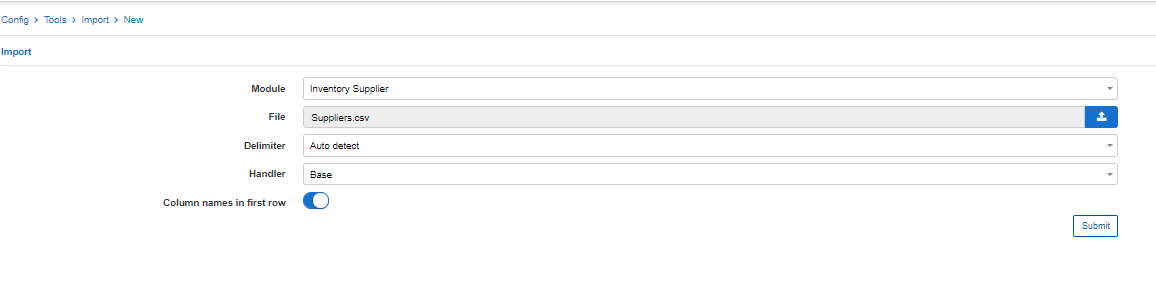 Config > Tools > Import > New
Import
Module Inventory Supplier
File Suppliers.csv
Delimiter Auto detect
Handler Base
Column names in first row
Submit